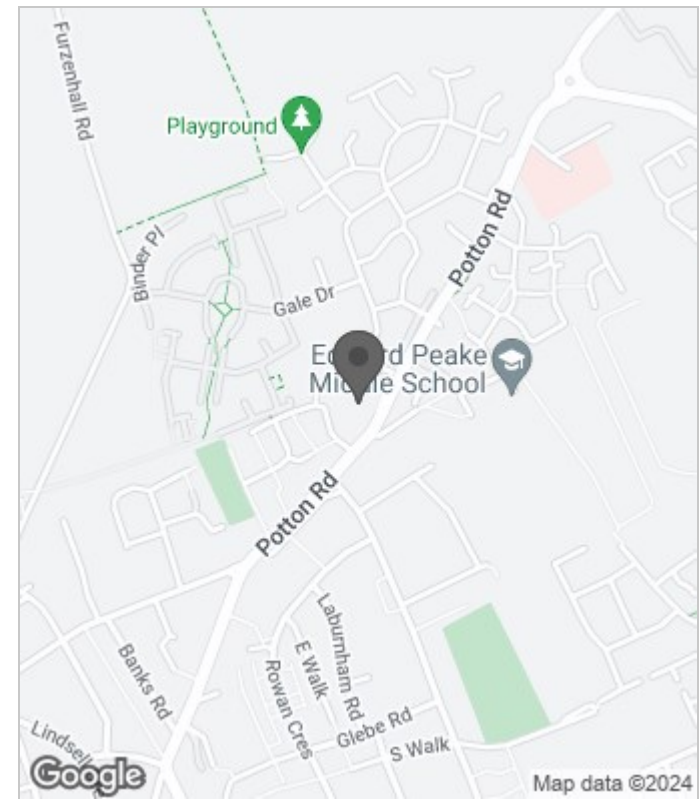 Furzenhall Rd
Playground
Potton Rd
Binder Pl
Gale Dr
Middle School
Potton Rd
Laburnham Rd
E Walk
Rowan Cres
Banks Rd
Glebe Rd
S Walk
Google
Map data ©2024